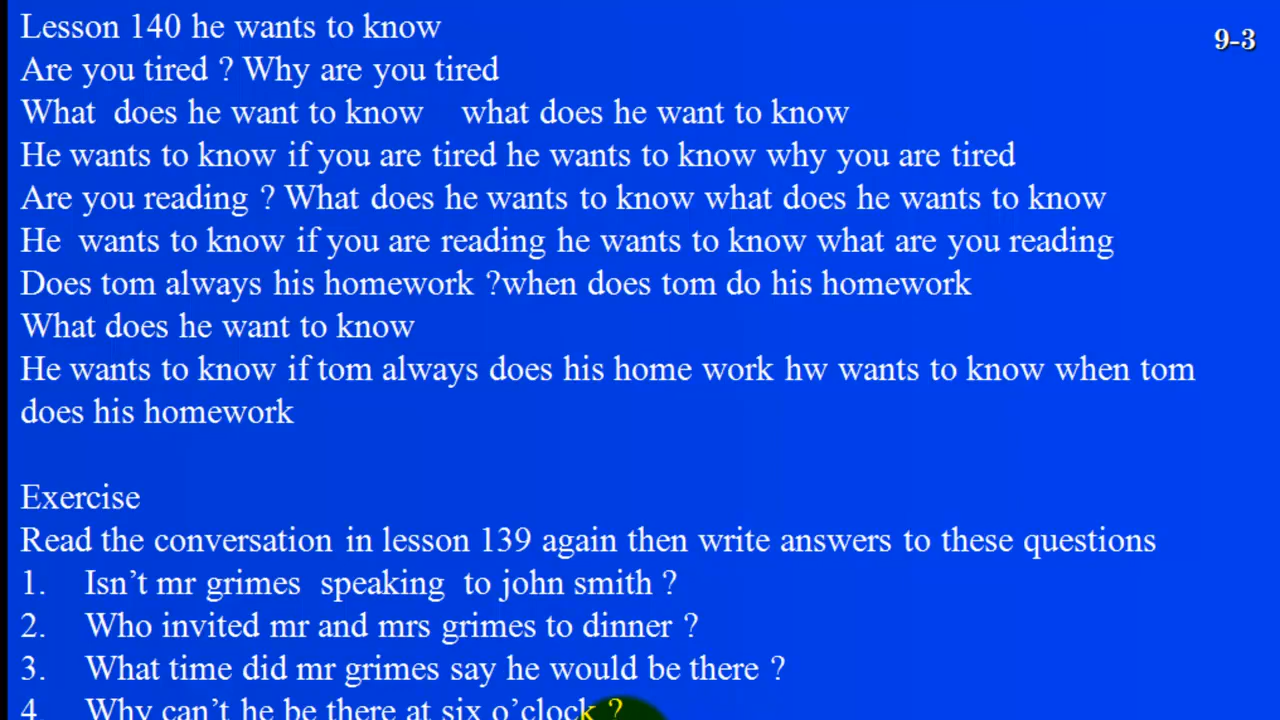 Lesson 140 he wants to know
9-3
Are you tired ? Why are you tired
What does he want to know what does he want to know
He wants to know if you are tired he wants to know why you are tired
Are you reading ? What does he wants to know what does he wants to know
He wants to know if you are reading he wants to know what are you reading
Does tom always his homework ?when does tom do his homework
What does he want to know
He wants to know if tom always does his home work hw wants to know when tom
does his homework
Exercise
Read the conversation in lesson 139 again then write answers to these questions
1. Isn't mr grimes speaking to john smith ?
2. Who invited mr and mrs grimes to dinner ?
3. What time did mr grimes say he would be there ?
4. Why can't he be there at six o'clock ?